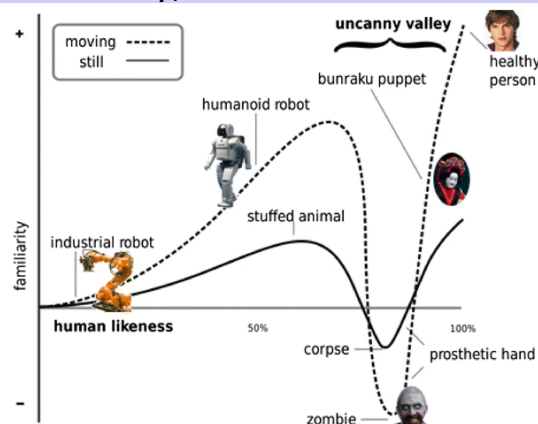 +
uncanny valley
moving
still
healthy
person
bunraku puppet
humanoid robot
stuffed animal
familiarity
industrial robot
human likeness
50%
100%
corpse
prosthetic hand
–
zombie